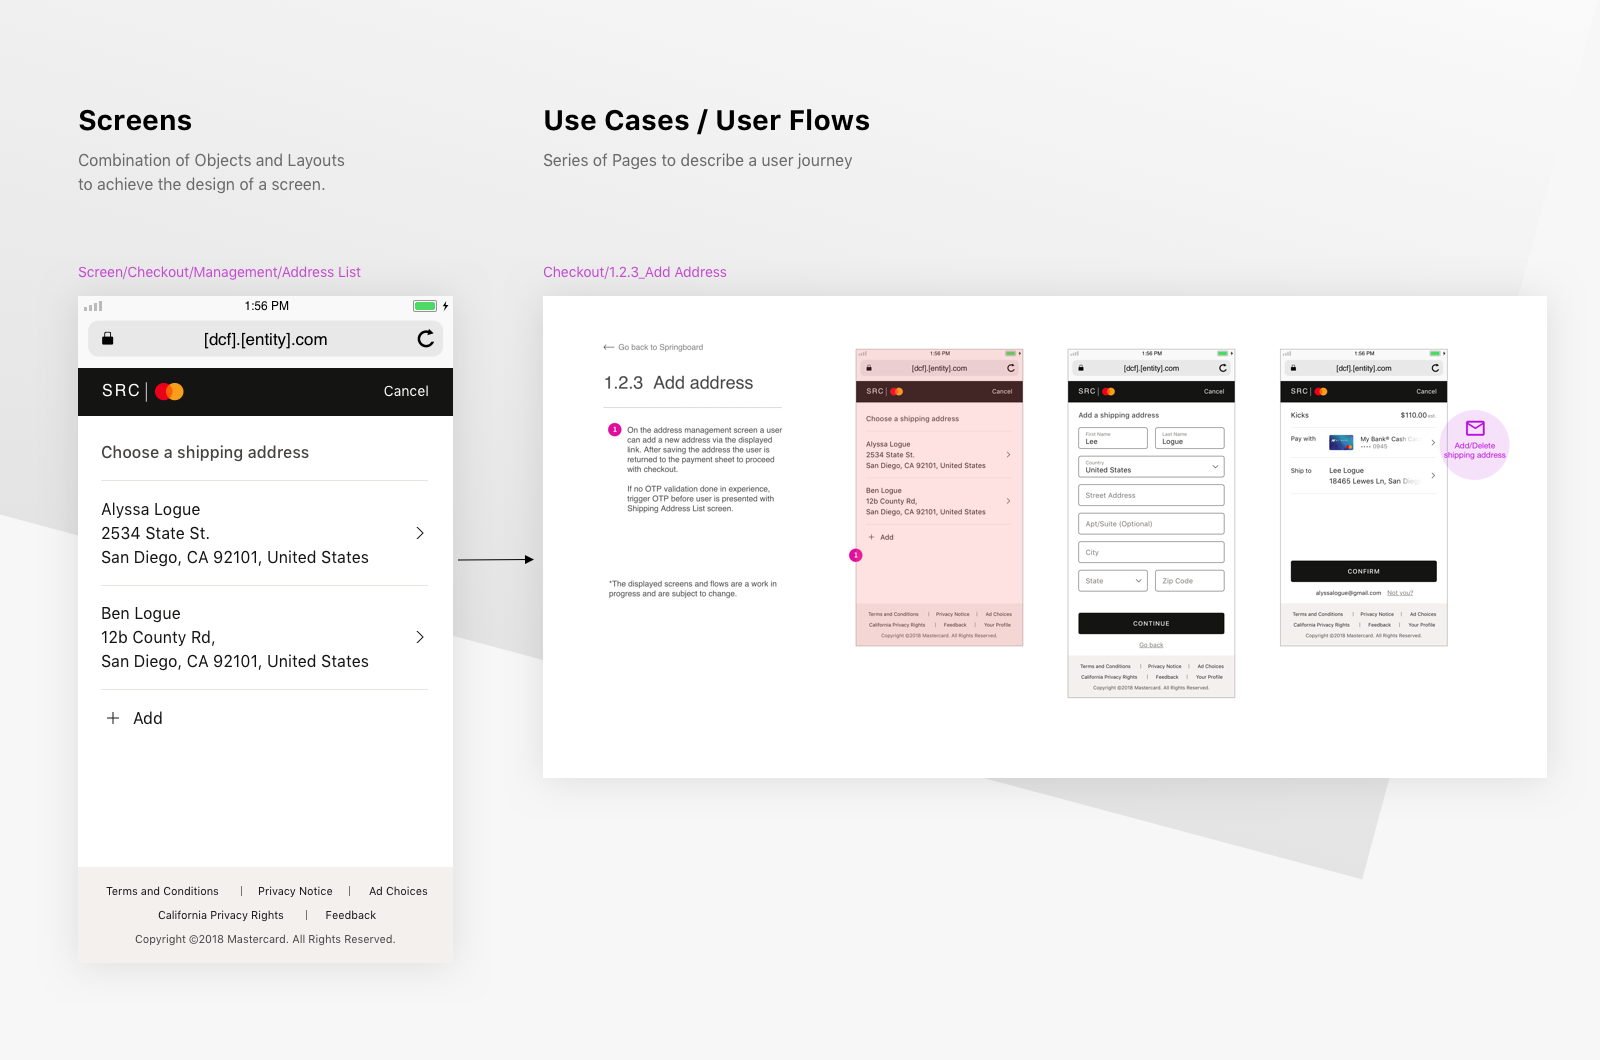 Screens
Combination of Objects and Layouts
to achieve the design of a screen.
Use Cases / User Flows
Series of Pages to describe a user journey
Screen/Checkout/Management/Address List
1:56 PM
[dcf].[entity].com
SRC
Cancel
Choose a shipping address
Alyssa Logue
2534 State St.
San Diego, CA 92101, United States
Ben Logue
12b County Rd,
San Diego, CA 92101, United States
+ Add
Terms and Conditions | Privacy Notice | Ad Choices
California Privacy Rights | Feedback
Copyright ©2018 Mastercard. All Rights Reserved.
Checkout/1.2.3_Add Address
Go back to Springboard
1.2.3 Add address
1
On the address management screen a user
can add a new address via the displayed
link. After saving the address the user is
returned to the payment sheet to proceed
with checkout.
If no OTP validation done in experience,
trigger OTP before user is presented with
Shipping Address List screen.
*The displayed screens and flows are a work in
progress and are subject to change.
1:56 PM
[dcf].[entity].com
SRC
Cancel
Choose a shipping address
Alyssa Logue
2534 State St.
San Diego, CA 92101, United States
Ben Logue
12b County Rd,
San Diego, CA 92101, United States
+ Add
1
Terms and Conditions | Privacy Notice | Ad Choices
California Privacy Rights | Feedback | Your Profile
Copyright ©2018 Mastercard. All Rights Reserved.
1:56 PM
[dcf].[entity].com
SRC
Cancel
Add a shipping address
First Name
Lee
Last Name
Logue
Country
United States
Street Address
Apt/Suite (Optional)
City
State
Zip Code
CONTINUE
Go back
Terms and Conditions | Privacy Notice | Ad Choices
California Privacy Rights | Feedback | Your Profile
Copyright ©2018 Mastercard. All Rights Reserved.
1:56 PM
[dcf].[entity].com
SRC
Cancel
Kicks
$110.00 est.
Pay with
My Bank® Cash
•••• 0945
Ship to
Lee Logue
18465 Lewes Ln, San Dieg
CONFIRM
alyssalogue@gmail.com Not you?
Terms and Conditions | Privacy Notice | Ad Choices
California Privacy Rights | Feedback | Your Profile
Copyright ©2018 Mastercard. All Rights Reserved.
Add/Delete
shipping address